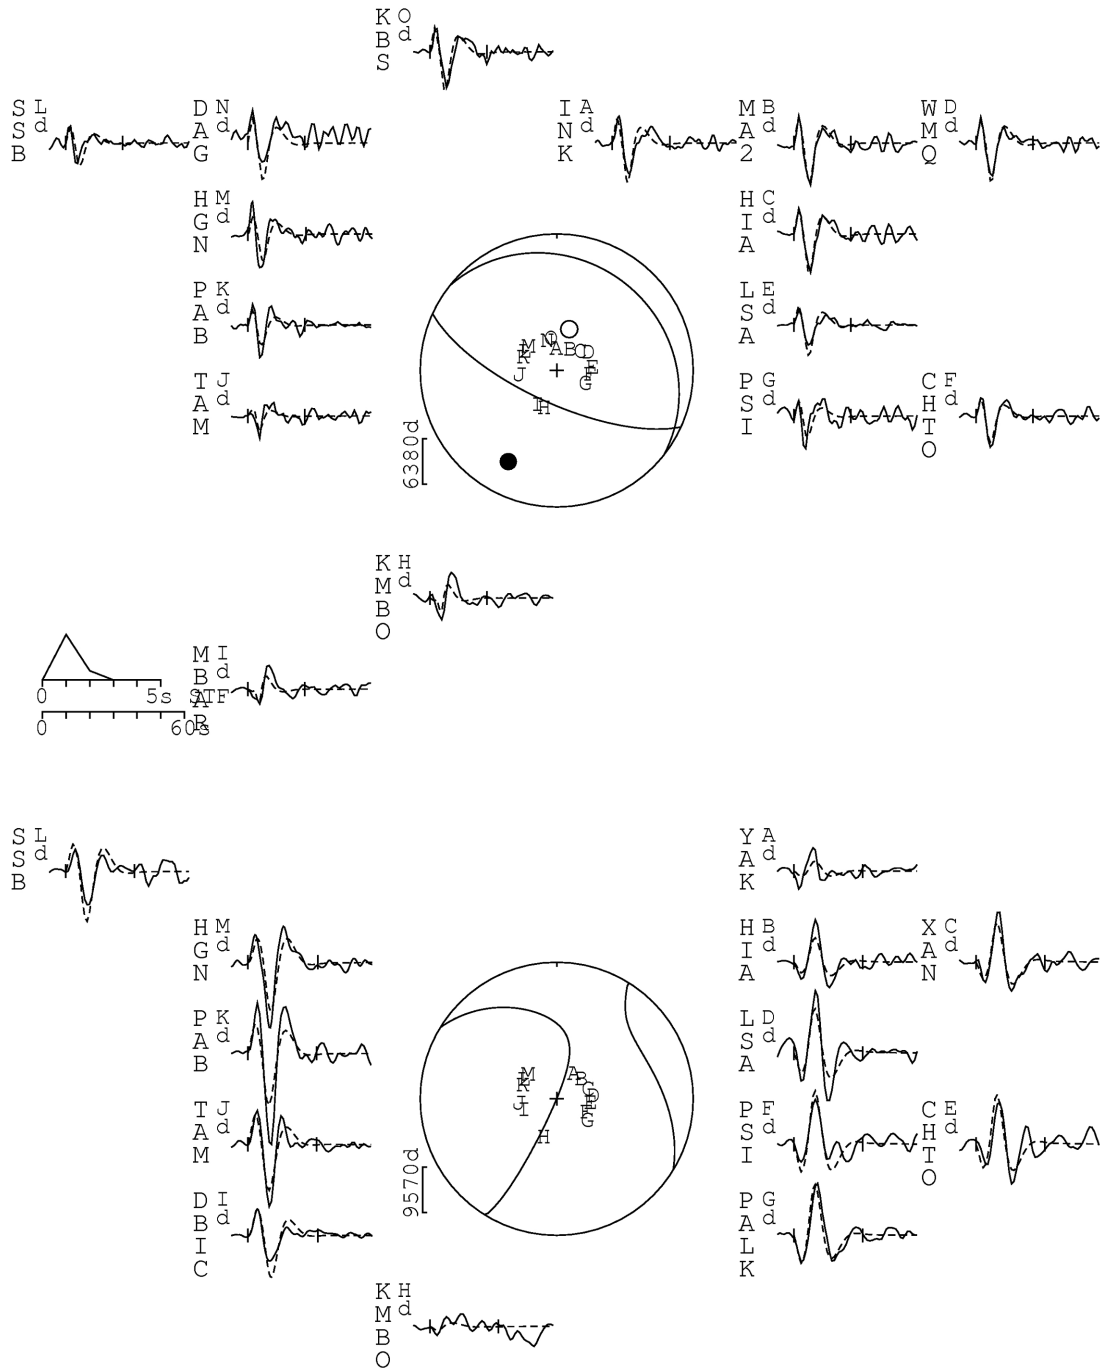 KBS O d
SSB L d
DAG N d
INK A d
MA2 B d
WMQ D d
HGN M d
HIA C d
PAB K d
LSA E d
N O A B C D
M L K E F
J G
I H
TAM J d
PSI G d
CHTO F d
6380d
KMBO H d
MBAR I d
0 5s STF
0 60s
SSB L d
YAK A d
HGN M d
HIA B d
XAN C d
PAB K d
LSA D d
M L K A B
J I C D E F G
H
TAM J d
PSI F d
CHTO E d
9570d
DBIC I d
PALK G d
KMBO H d